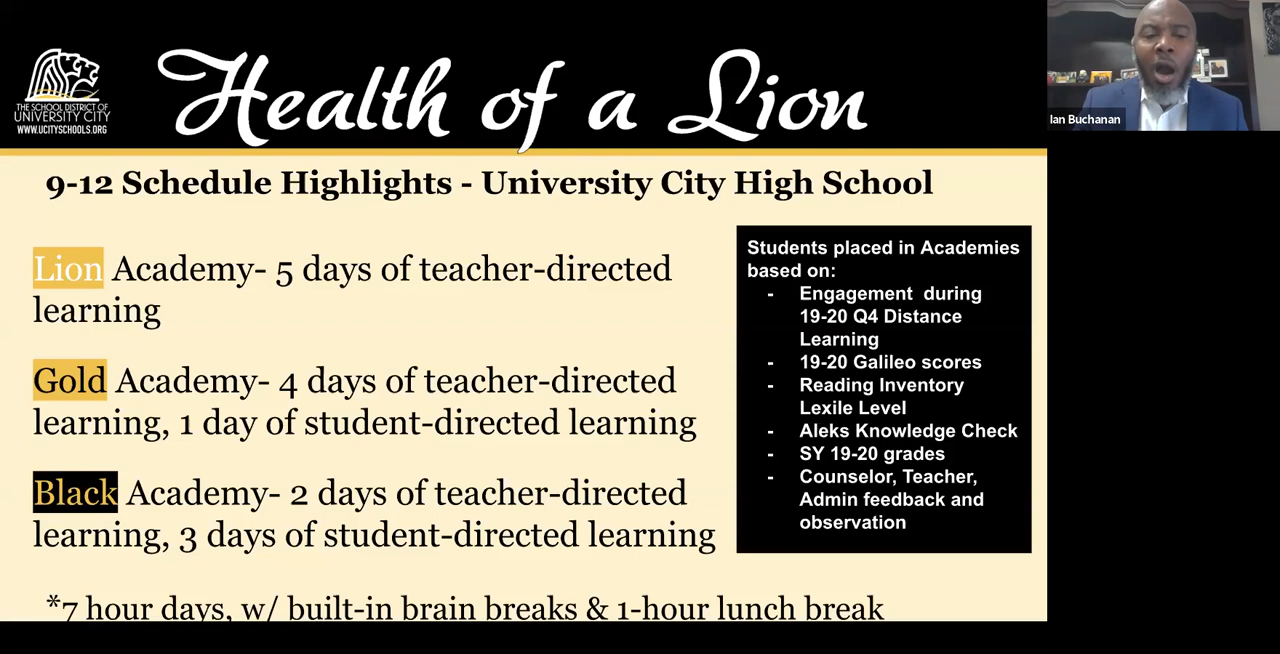 THE SCHOOL DISTRICT OF
UNIVERSITY CITY
WWW.UCITYSCHOOLS.ORG
Health of a Lion
Ian Buchanan
9-12 Schedule Highlights - University City High School
Lion Academy- 5 days of teacher-directed
learning
Gold Academy- 4 days of teacher-directed
learning, 1 day of student-directed learning
Black Academy- 2 days of teacher-directed
learning, 3 days of student-directed learning
*7 hour days, w/ built-in brain breaks & 1-hour lunch break
Students placed in Academies
based on:
- Engagement during
19-20 Q4 Distance
Learning
- 19-20 Galileo scores
- Reading Inventory
Lexile Level
- Aleks Knowledge Check
- SY 19-20 grades
- Counselor, Teacher,
Admin feedback and
observation